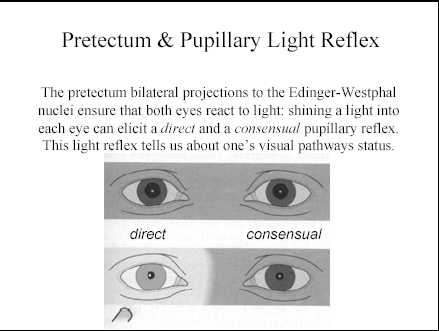 Pretectum & Pupillary Light Reflex
The pretectum bilateral projections to the Edinger-Westphal
nuclei ensure that both eyes react to light: shining a light into
each eye can elicit a direct and a consensual pupillary reflex.
This light reflex tells us about one's visual pathways status.
direct consensual